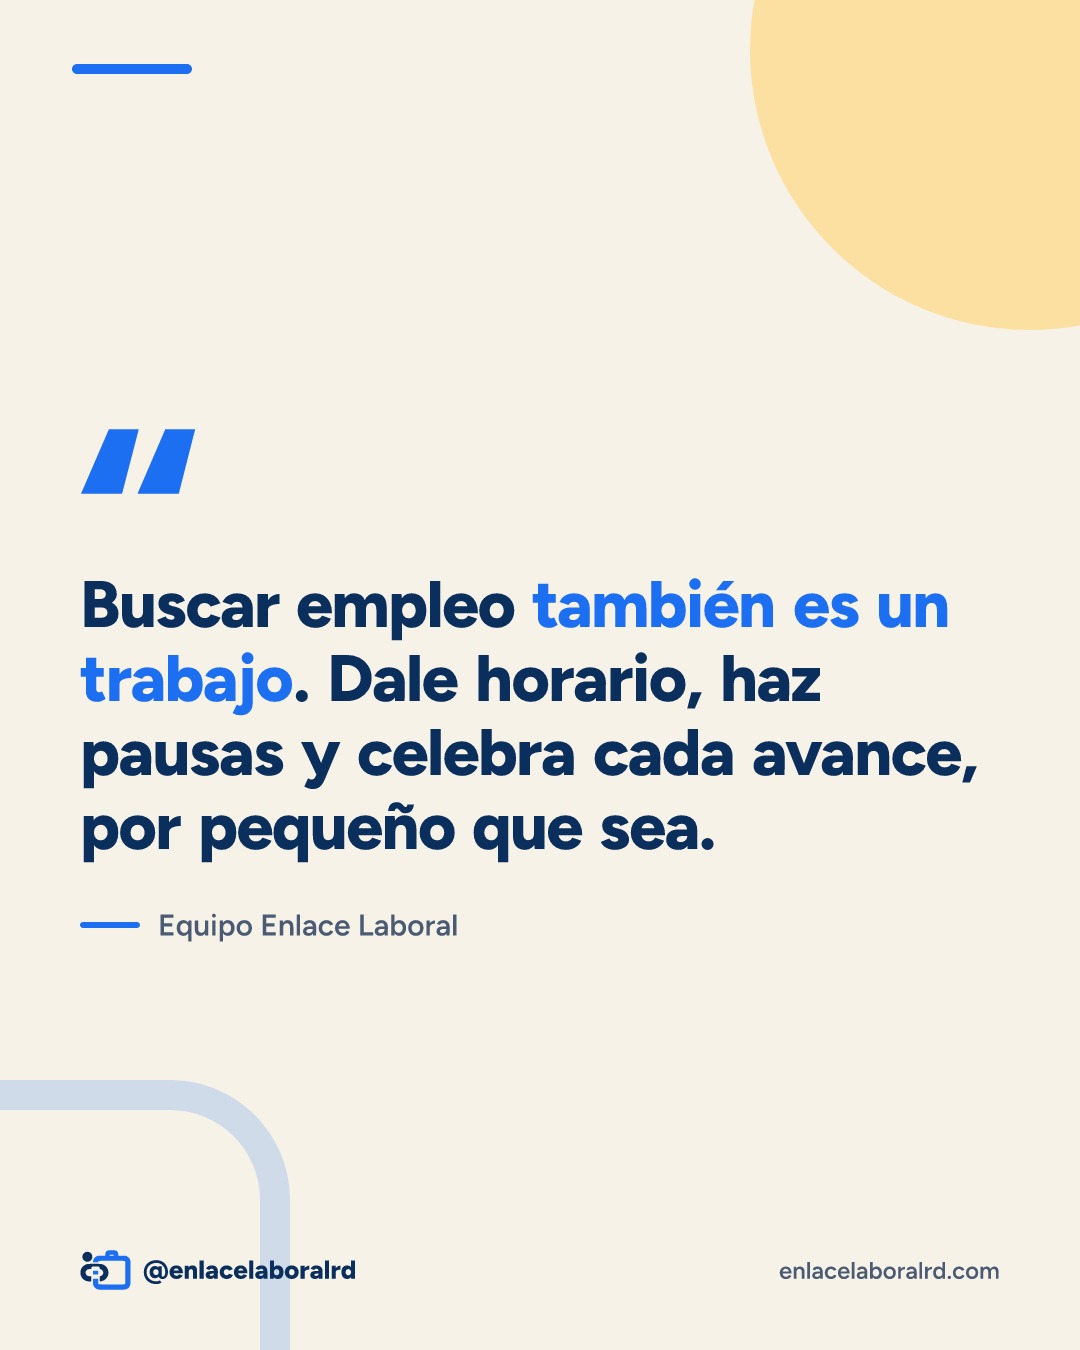 “
Buscar empleo también es un
trabajo. Dale horario, haz
pausas y celebra cada avance,
por pequeño que sea.
Equipo Enlace Laboral
@enlacelaboralrd
enlacelaboralrd.com